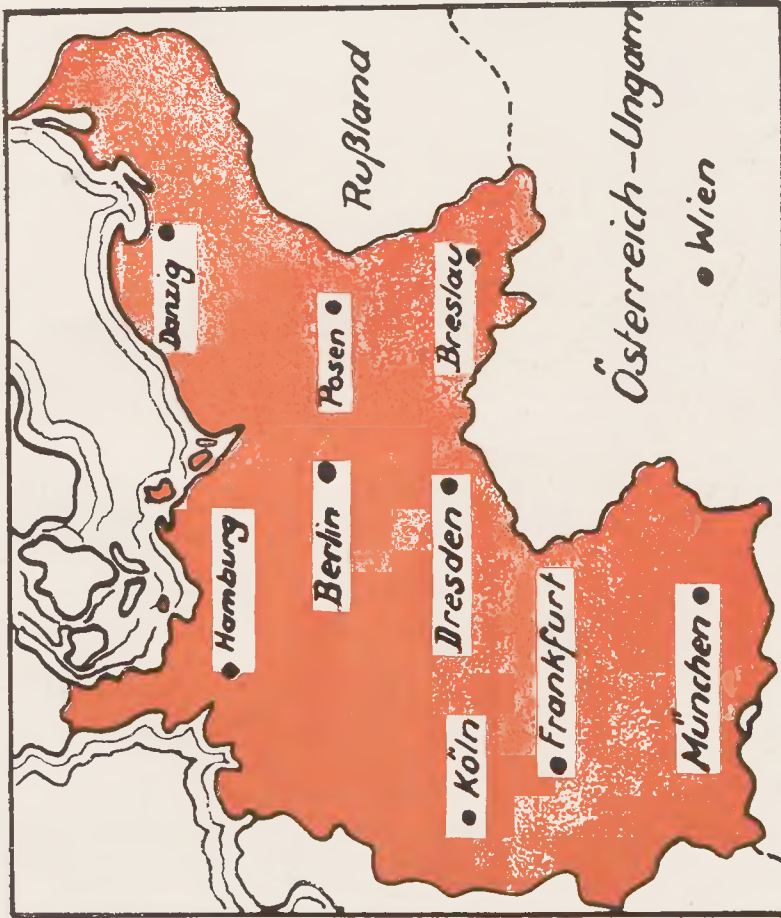 Danzig
Rußland
Hamburg
Berlin
Posen
Köln
Dresden
Breslau
Frankfurt
Österreich-Ungarn
München
Wien